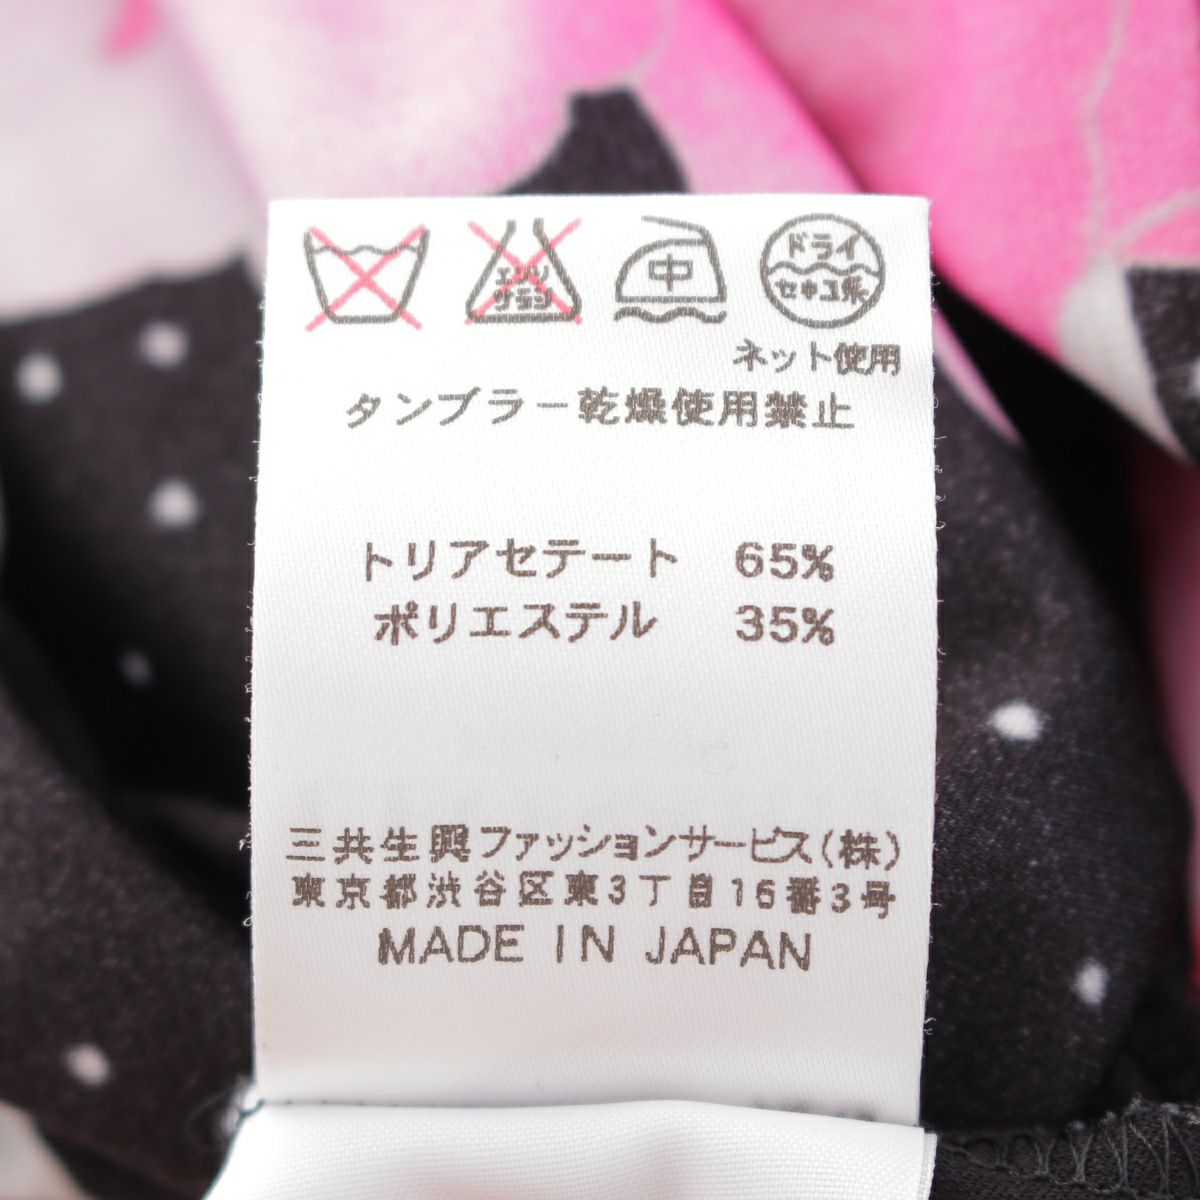 エンソ
サラシ
中
ドライ
セキユ系
ネット使用
タンブラー乾燥使用禁止
トリアセテート 65%
ポリエステル 35%
三共生興ファッションサービス(株)
東京都渋谷区東3丁目16番3号
MADE IN JAPAN